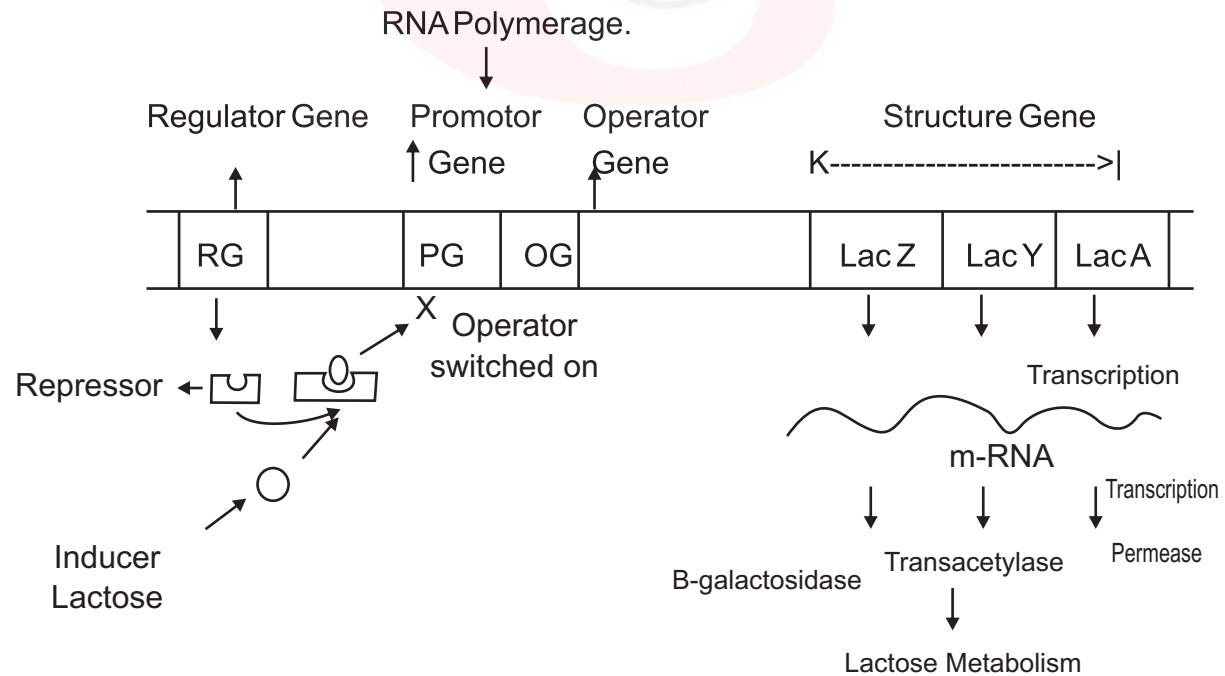 RNA Polymerage.
Regulator Gene Promotor Operator Structure Gene
Gene Gene K------------------------->|
RG PG OG Lac Z Lac Y Lac A
X
Operator
switched on
Repressor
Transcription
m-RNA
Transcription
Inducer
Lactose
B-galactosidase Transacetylase Permease
Lactose Metabolism